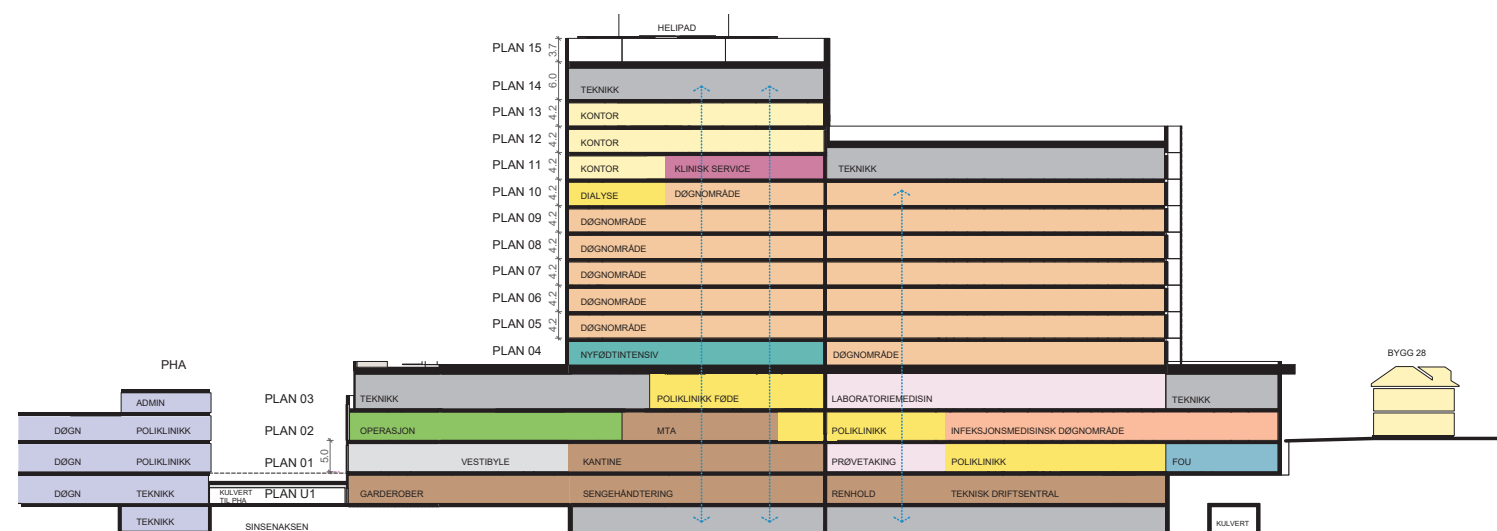 HELIPAD
PLAN 15 3.7
PLAN 14 6.0 TEKNIKK
PLAN 13 4.2 KONTOR
PLAN 12 4.2 KONTOR
PLAN 11 4.2 KONTOR KLINISK SERVICE TEKNIKK
PLAN 10 4.2 DIALYSE DØGNOMRÅDE
PLAN 09 4.2 DØGNOMRÅDE
PLAN 08 4.2 DØGNOMRÅDE
PLAN 07 4.2 DØGNOMRÅDE
PLAN 06 4.2 DØGNOMRÅDE
PLAN 05 4.2 DØGNOMRÅDE
PLAN 04 NYFØDTINTENSIV DØGNOMRÅDE
PHA
BYGG 28
ADMIN PLAN 03 TEKNIKK POLIKLINIKK FØDE LABORATORIEMEDISIN TEKNIKK
DØGN POLIKLINIKK PLAN 02 OPERASJON MTA POLIKLINIKK INFEKSJONSMEDISINSK DØGNOMRÅDE
DØGN POLIKLINIKK PLAN 01 5.0 VESTIBYLE KANTINE PRØVETAKING POLIKLINIKK FOU
DØGN TEKNIKK KULVERT TIL PHA PLAN U1 GARDEROBER SENGEHÅNDTERING RENHOLD TEKNISK DRIFTSENTRAL
TEKNIKK SINSENAKSEN KULVERT